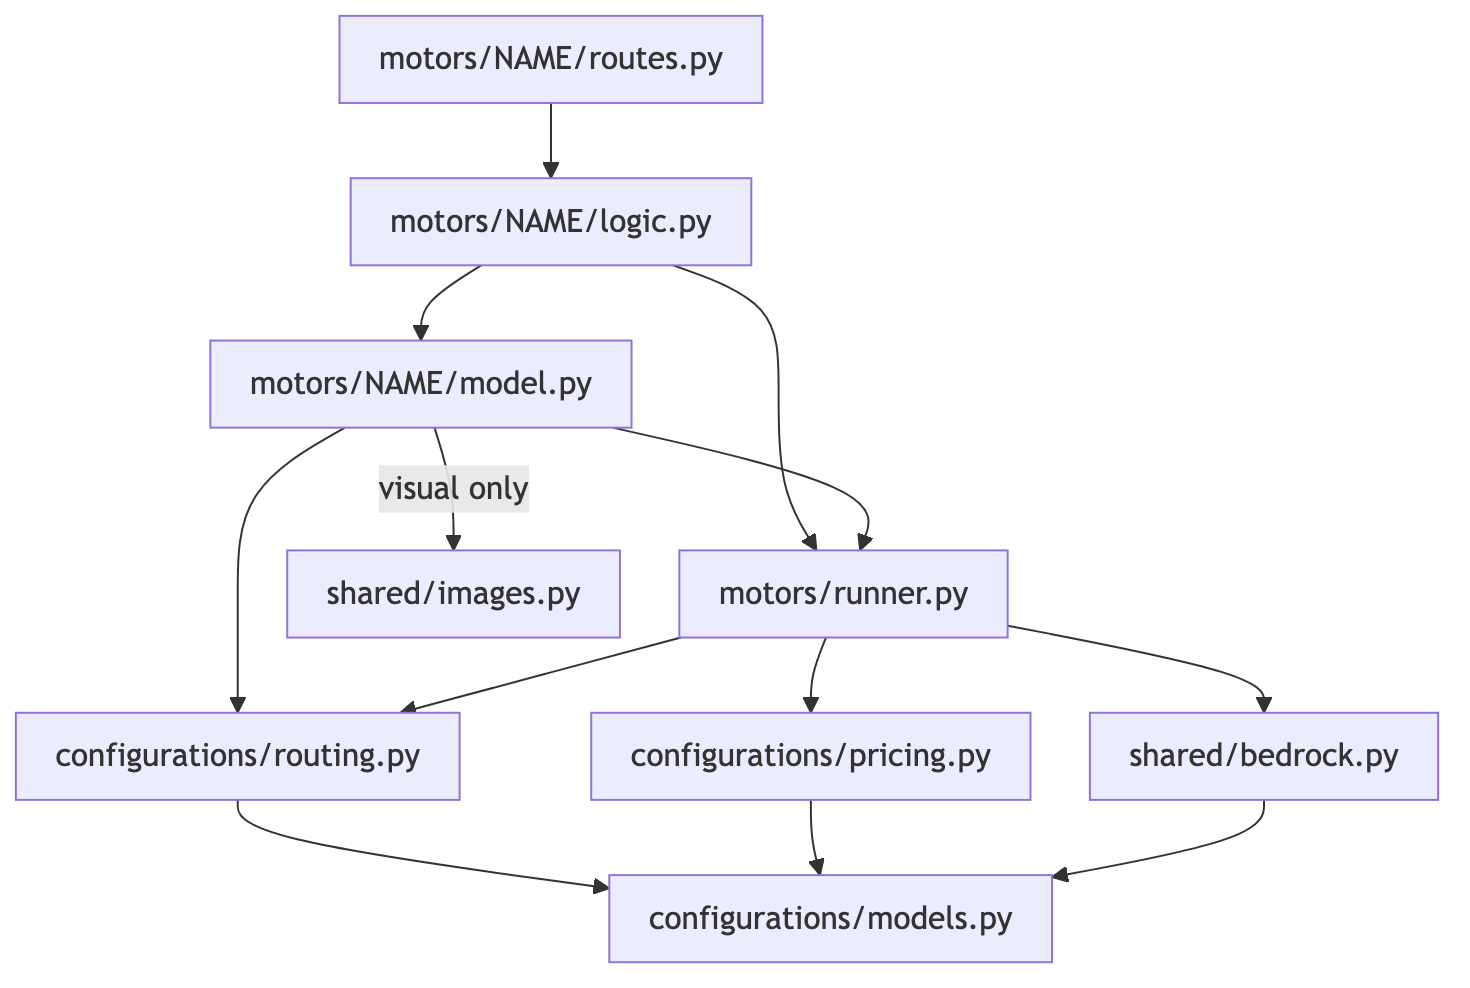 motors/NAME/routes.py
motors/NAME/logic.py
motors/NAME/model.py
visual only
shared/images.py
motors/runner.py
configurations/routing.py
configurations/pricing.py
shared/bedrock.py
configurations/models.py